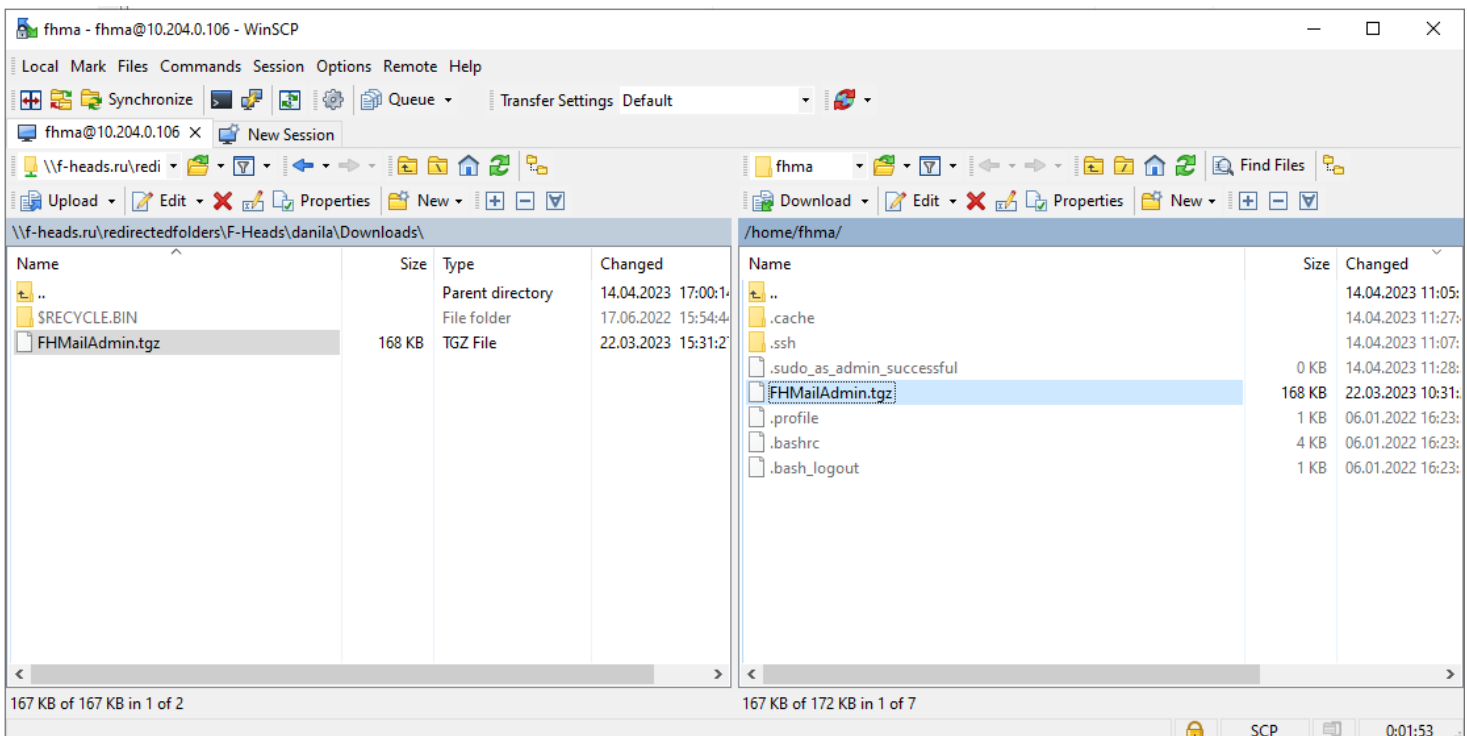 fhma - fhma@10.204.0.106 - WinSCP
Local Mark Files Commands Session Options Remote Help
Synchronize Queue Transfer Settings Default
fhma@10.204.0.106 New Session
\\f-heads.ru\redi
Upload Edit Properties New
\\f-heads.ru\redirectedfolders\F-Heads\danila\Downloads\
Name Size Type Changed
.. Parent directory 14.04.2023 17:00:14
$RECYCLE.BIN File folder 17.06.2022 15:54:4
FHMailAdmin.tgz 168 KB TGZ File 22.03.2023 15:31:2
167 KB of 167 KB in 1 of 2
fhma Find Files
Download Edit Properties New
/home/fhma/
Name Size Changed
.. 14.04.2023 11:05:
.cache 14.04.2023 11:27:
.ssh 14.04.2023 11:07:
.sudo_as_admin_successful 0 KB 14.04.2023 11:28:
FHMailAdmin.tgz 168 KB 22.03.2023 10:31:
.profile 1 KB 06.01.2022 16:23:
.bashrc 4 KB 06.01.2022 16:23:
.bash_logout 1 KB 06.01.2022 16:23:
167 KB of 172 KB in 1 of 7
SCP 0:01:53